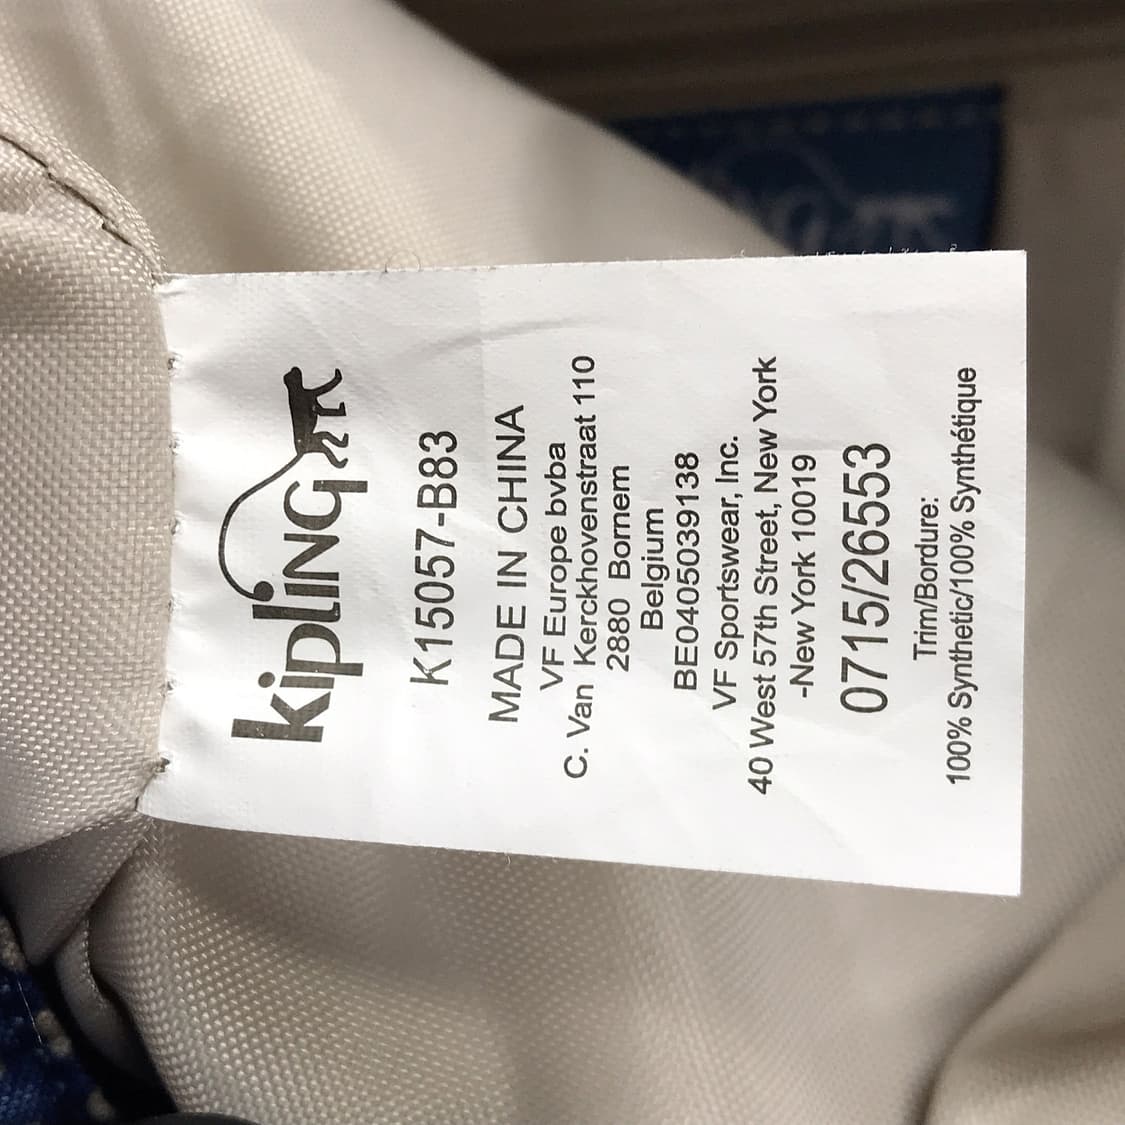 kipling
K15057-B83
MADE IN CHINA
VF Europe bvba
C. Van Kerckhovenstraat 110
2880 Bornem
Belgium
BE0405039138
VF Sportswear, Inc.
40 West 57th Street, New York
-New York 10019
0715/26553
Trim/Bordure:
100% Synthetic/100% Synthétique